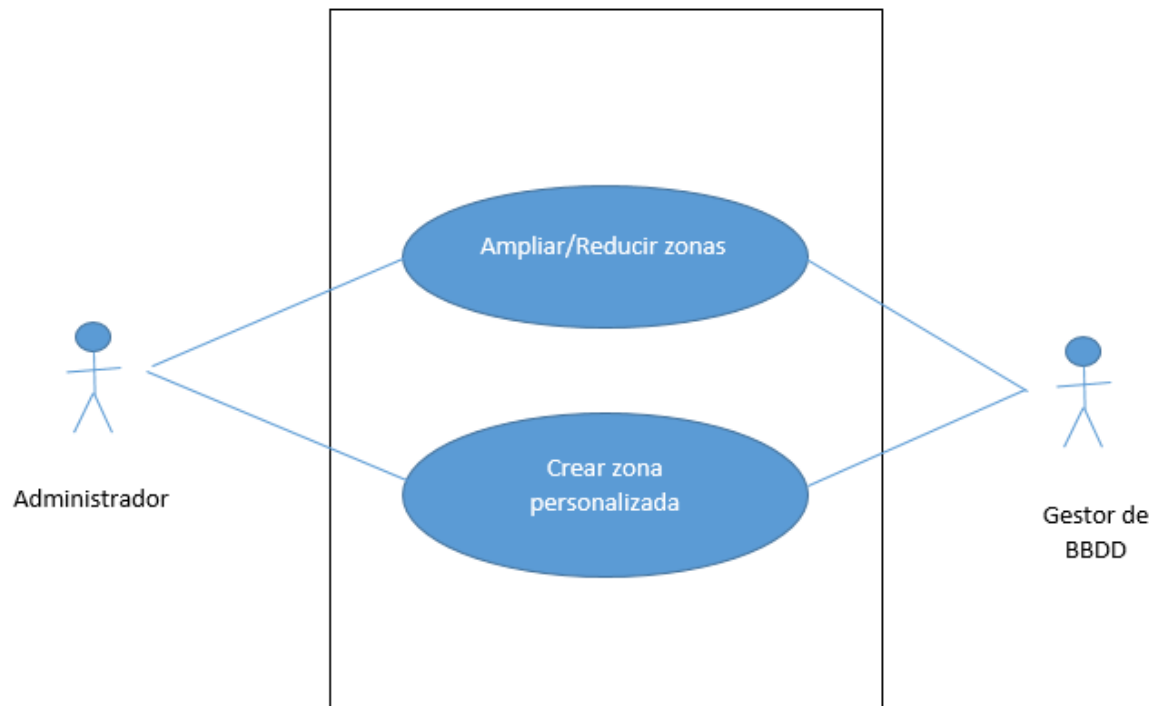 Ampliar/Reducir zonas
Crear zona
personalizada
Administrador
Gestor de
BBDD